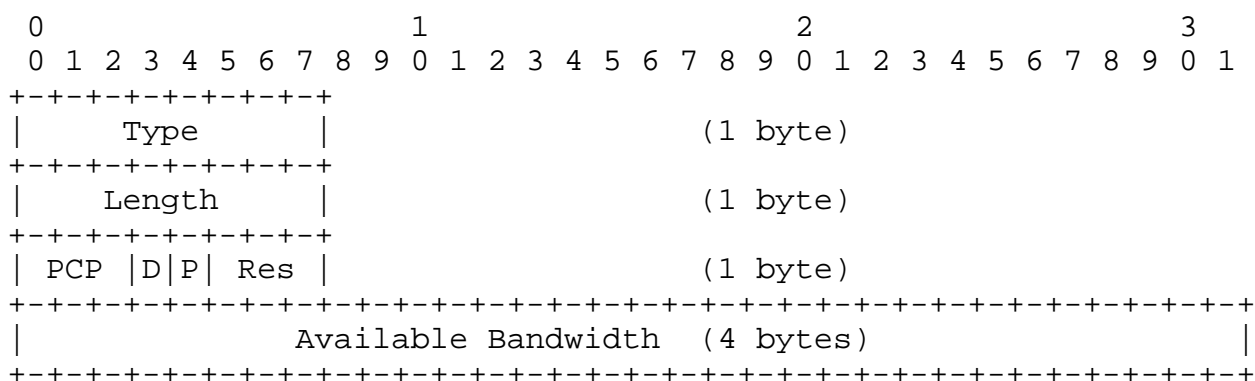 0                   1                   2                   3
 0 1 2 3 4 5 6 7 8 9 0 1 2 3 4 5 6 7 8 9 0 1 2 3 4 5 6 7 8 9 0 1
+-+-+-+-+-+-+-+-+
|     Type      |                   (1 byte)
+-+-+-+-+-+-+-+-+
|    Length     |                   (1 byte)
+-+-+-+-+-+-+-+-+
| PCP |D|P| Res |                   (1 byte)
+-+-+-+-+-+-+-+-+-+-+-+-+-+-+-+-+-+-+-+-+-+-+-+-+-+-+-+-+-+-+-+-+
|              Available Bandwidth  (4 bytes)                   |
+-+-+-+-+-+-+-+-+-+-+-+-+-+-+-+-+-+-+-+-+-+-+-+-+-+-+-+-+-+-+-+-+